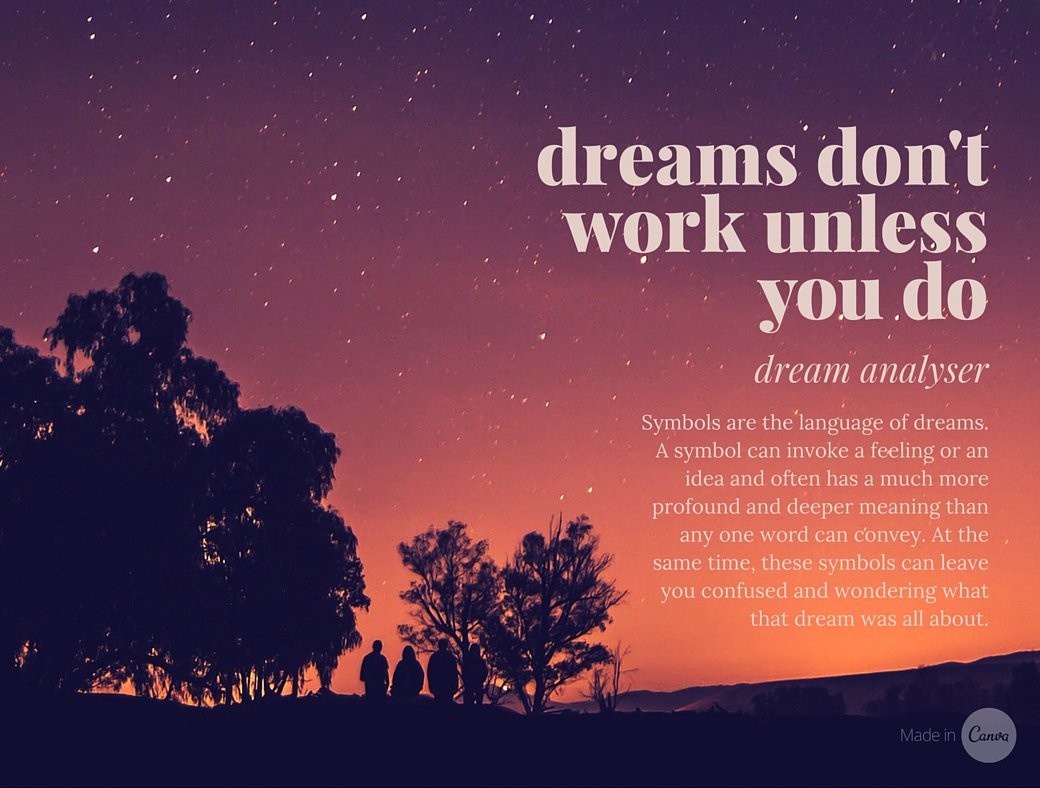 dreams don't
work unless
you do
dream analyser
Symbols are the language of dreams.
A symbol can invoke a feeling or an
idea and often has a much more
profound and deeper meaning than
any one word can convey. At the
same time, these symbols can leave
you confused and wondering what
that dream was all about.
Made in Canva